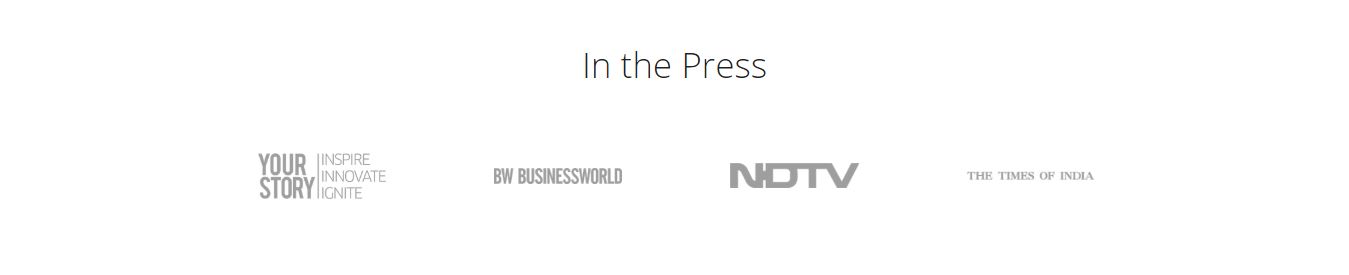 In the Press
YOUR STORY
INSPIRE
INNOVATE
IGNITE
BW BUSINESSWORLD
NDTV
THE TIMES OF INDIA